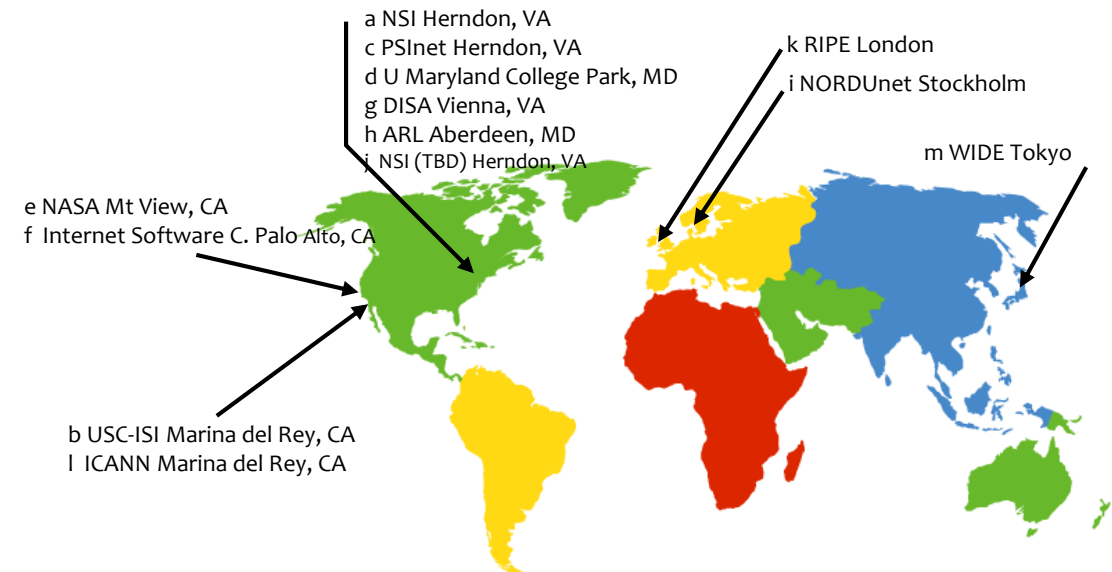 a NSI Herndon, VA
c PSInet Herndon, VA
d U Maryland College Park, MD
g DISA Vienna, VA
h ARL Aberdeen, MD
j NSI (TBD) Herndon, VA
k RIPE London
i NORDUnet Stockholm
m WIDE Tokyo
e NASA Mt View, CA
f Internet Software C. Palo Alto, CA
b USC-ISI Marina del Rey, CA
l ICANN Marina del Rey, CA